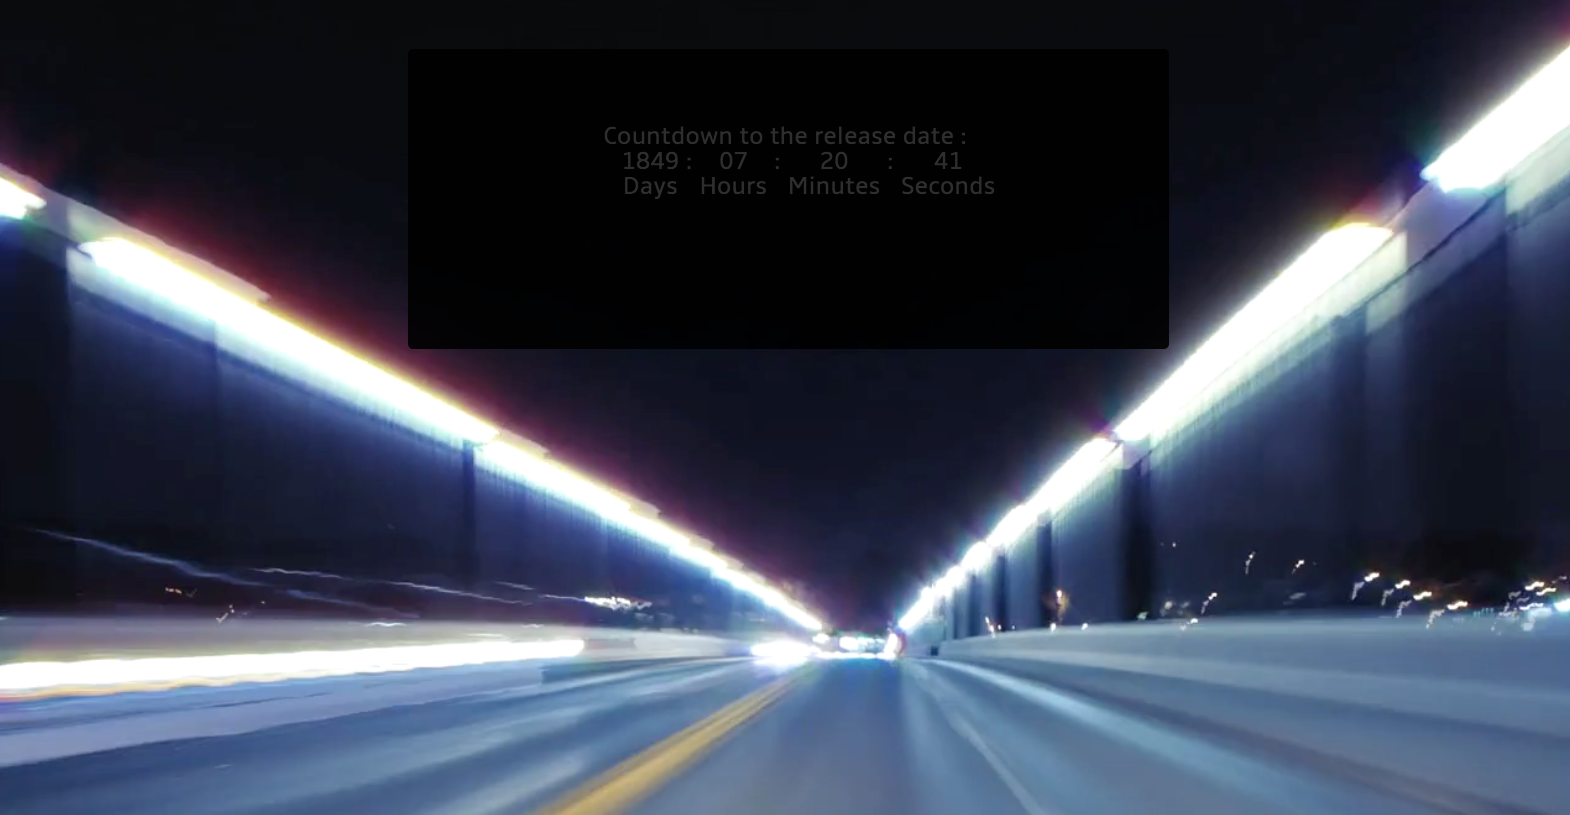 Countdown to the release date :
1849 : 07 : 20 : 41
Days Hours Minutes Seconds